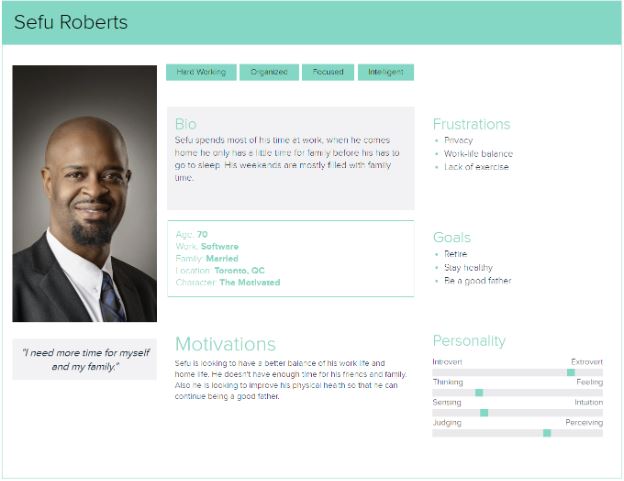 Sefu Roberts
Hard Working
Organized
Focused
Intelligent
Bio
Sefu spends most of his time at work, when he comes
home he only has a little time for family before his has to
go to sleep. His weekends are mostly filled with family
time.
Frustrations
Privacy
Work-life balance
Lack of exercise
Age: 70
Work: Software
Family: Married
Location: Toronto, QC
Character: The Motivated
Goals
Retire
Stay healthy
Be a good father
"I need more time for myself
and my family."
Motivations
Sefu is looking to have a better balance of his work life and
home life. He doesn't have enough time for his friends and family.
Also he is looking to improve his physical heath so that he can
continue being a good father.
Personality
Introvert Extrovert
Thinking Feeling
Sensing Intuition
Judging Perceiving